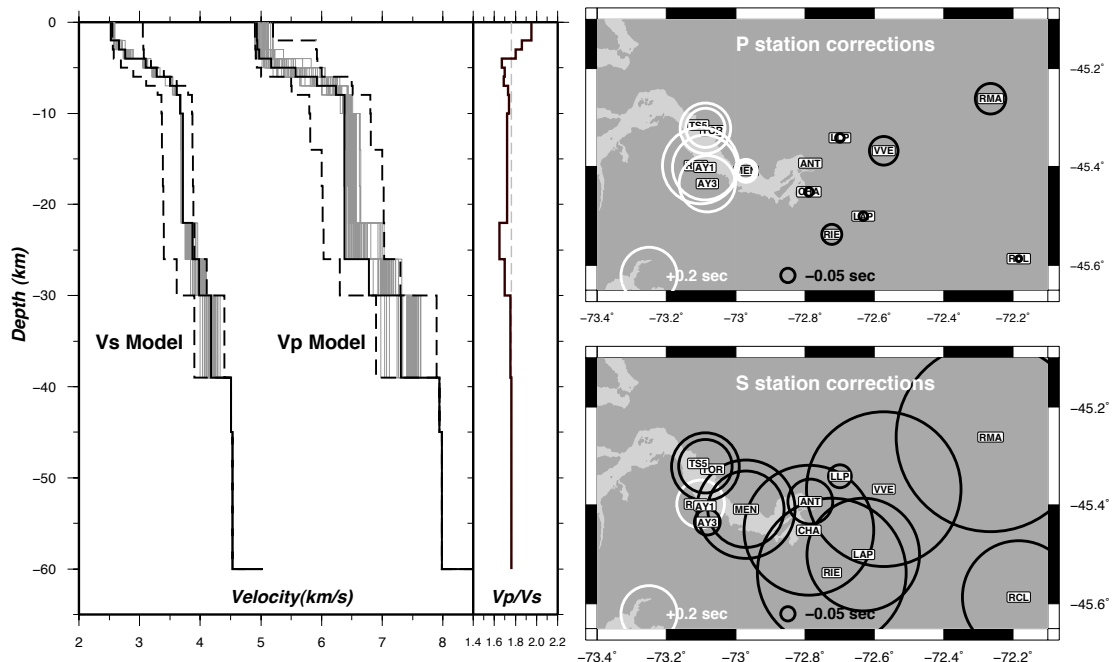 0
−10
−20
−30
−40
−50
−60
Depth (km)
Vs Model
Vp Model
Velocity(km/s)
Vp/Vs
2
3
4
5
6
7
8
1.4
1.6
1.8
2.0
2.2
P station corrections
RMA
TS5
TOR
LLP
VVE
AY1
MEN
ANT
AY3
CHA
LAP
RIE
RCL
+0.2 sec
−0.05 sec
−45.2˚
−45.4˚
−45.6˚
−73.4˚
−73.2˚
−73˚
−72.8˚
−72.6˚
−72.4˚
−72.2˚
S station corrections
RMA
TS5
TOR
LLP
VVE
AY1
MEN
ANT
AY3
CHA
LAP
RIE
RCL
+0.2 sec
−0.05 sec
−45.2˚
−45.4˚
−45.6˚
−73.4˚
−73.2˚
−73˚
−72.8˚
−72.6˚
−72.4˚
−72.2˚